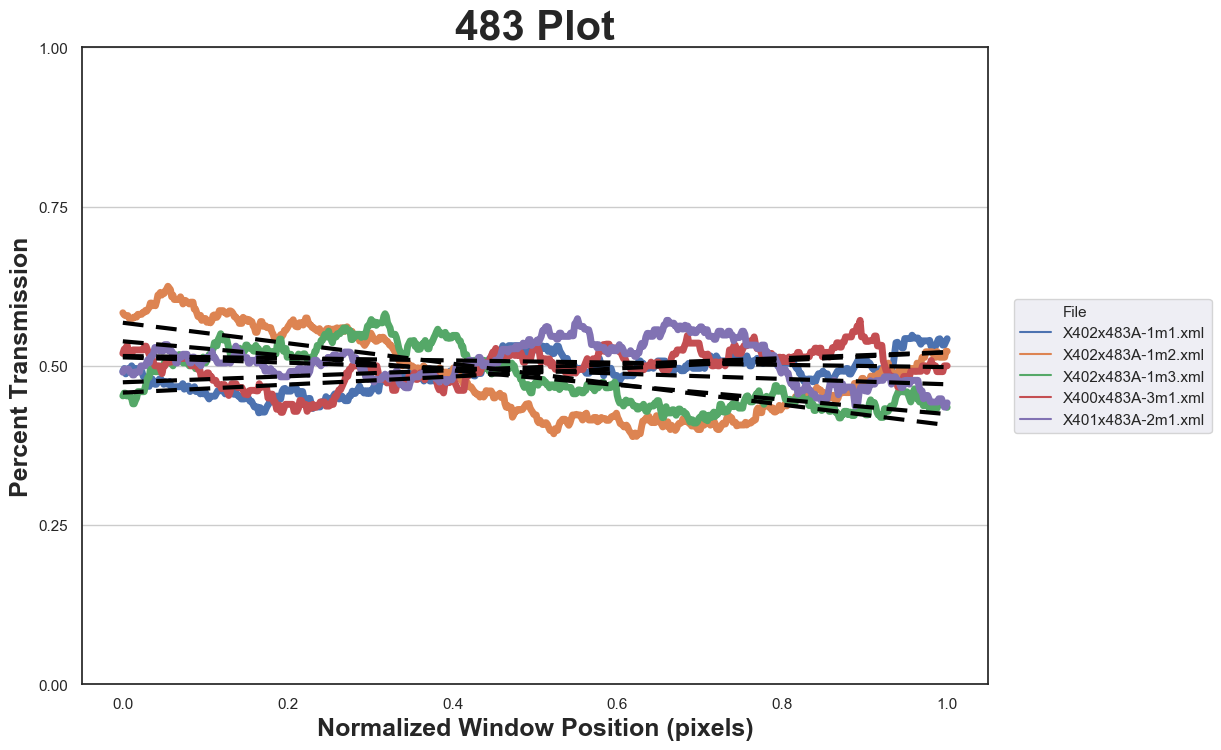 483 Plot
1.00
0.75
0.50
0.25
0.00
Percent Transmission
0.0 0.2 0.4 0.6 0.8 1.0
Normalized Window Position (pixels)
File
X402x483A-1m1.xml
X402x483A-1m2.xml
X402x483A-1m3.xml
X400x483A-3m1.xml
X401x483A-2m1.xml